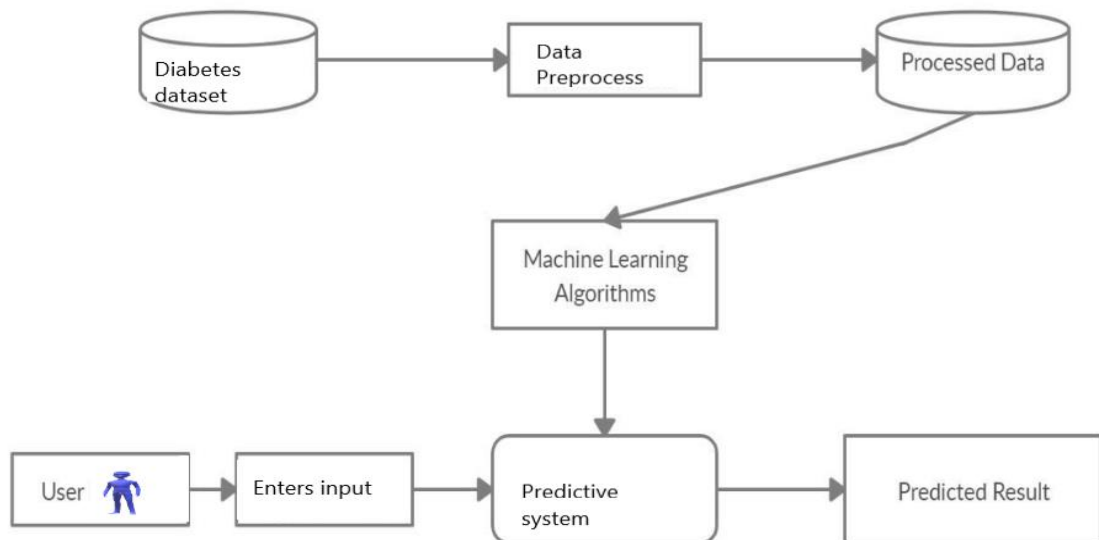 Diabetes
dataset
Data
Preprocess
Processed Data
Machine Learning
Algorithms
User
Enters input
Predictive
system
Predicted Result